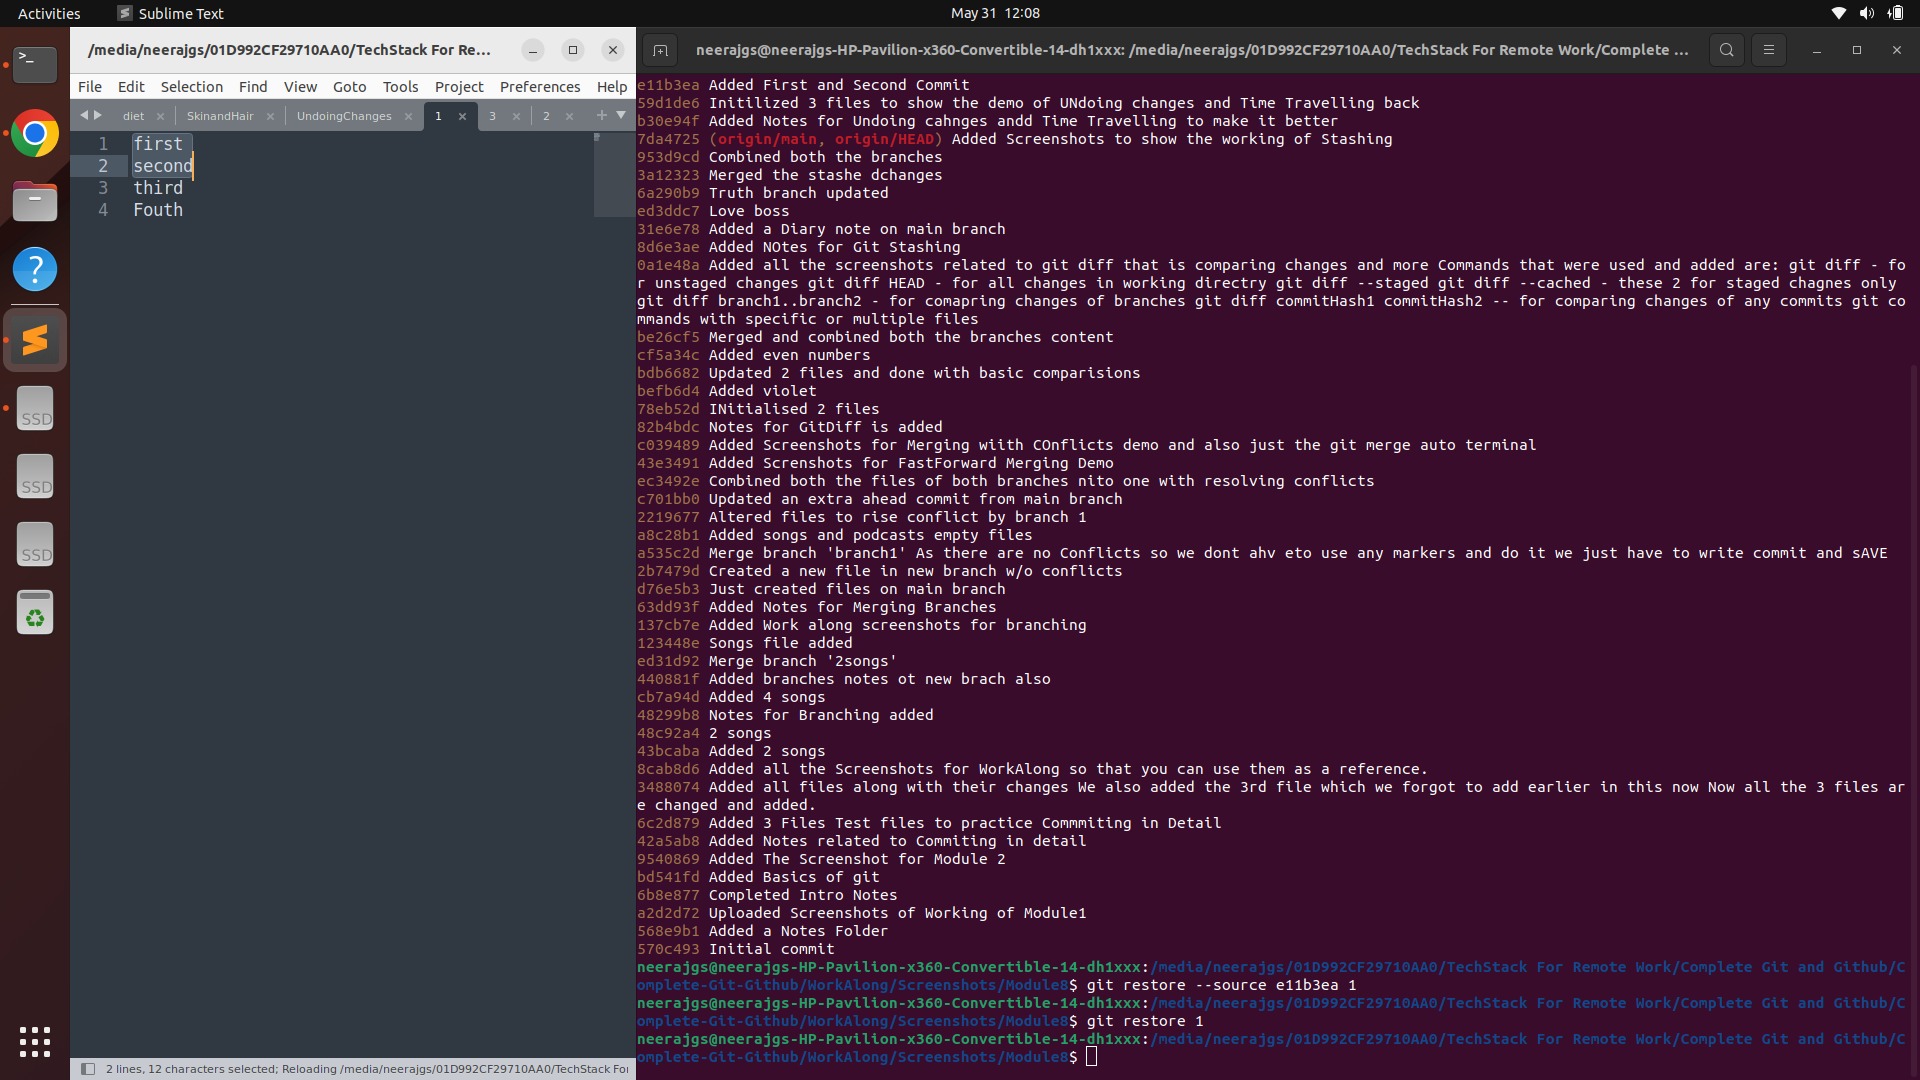 Activities
Sublime Text
May 31 12:08
/media/neerajgs/01D992CF29710AA0/TechStack For Re...
File Edit Selection Find View Goto Tools Project Preferences Help
diet SkinandHair UndoingChanges 1 3 2
1 first
2 second
3 third
4 Fouth
2 lines, 12 characters selected; Reloading /media/neerajgs/01D992CF29710AA0/TechStack For
SSD
SSD
SSD
neerajgs@neerajgs-HP-Pavilion-x360-Convertible-14-dh1xxx: /media/neerajgs/01D992CF29710AA0/TechStack For Remote Work/Complete ...
e11b3ea Added First and Second Commit
59d1de6 Initilized 3 files to show the demo of UNdoing changes and Time Travelling back
b30e94f Added Notes for Undoing cahnges andd Time Travelling to make it better
7da4725 (origin/main, origin/HEAD) Added Screenshots to show the working of Stashing
953d9cd Combined both the branches
3a12323 Merged the stashe dchanges
6a290b9 Truth branch updated
ed3ddc7 Love boss
31e6e78 Added a Diary note on main branch
8d6e3ae Added NOtes for Git Stashing
0a1e48a Added all the screenshots related to git diff that is comparing changes and more Commands that were used and added are: git diff - fo
r unstaged changes git diff HEAD - for all changes in working directry git diff --staged git diff --cached - these 2 for staged chagnes only
git diff branch1..branch2 - for comapring changes of branches git diff commitHash1 commitHash2 -- for comparing changes of any commits git co
mmands with specific or multiple files
be26cf5 Merged and combined both the branches content
cf5a34c Added even numbers
bdb6682 Updated 2 files and done with basic comparisions
befb6d4 Added violet
78eb52d INitialised 2 files
82b4bdc Notes for GitDiff is added
c039489 Added Screenshots for Merging wiith COnflicts demo and also just the git merge auto terminal
43e3491 Added Screnshots for FastForward Merging Demo
ec3492e Combined both the files of both branches nito one with resolving conflicts
c701bb0 Updated an extra ahead commit from main branch
2219677 Altered files to rise conflict by branch 1
a8c28b1 Added songs and podcasts empty files
a535c2d Merge branch 'branch1' As there are no Conflicts so we dont ahv eto use any markers and do it we just have to write commit and sAVE
2b7479d Created a new file in new branch w/o conflicts
d76e5b3 Just created files on main branch
63dd93f Added Notes for Merging Branches
137cb7e Added Work along screenshots for branching
123448e Songs file added
ed31d92 Merge branch '2songs'
440881f Added branches notes ot new brach also
cb7a94d Added 4 songs
48299b8 Notes for Branching added
48c92a4 2 songs
43bcaba Added 2 songs
8cab8d6 Added all the Screenshots for WorkAlong so that you can use them as a reference.
3488074 Added all files along with their changes We also added the 3rd file which we forgot to add earlier in this now Now all the 3 files ar
e changed and added.
6c2d879 Added 3 Files Test files to practice Commmiting in Detail
42a5ab8 Added Notes related to Commiting in detail
9540869 Added The Screenshot for Module 2
bd541fd Added Basics of git
6b8e877 Completed Intro Notes
a2d2d72 Uploaded Screenshots of Working of Module1
568e9b1 Added a Notes Folder
570c493 Initial commit
neerajgs@neerajgs-HP-Pavilion-x360-Convertible-14-dh1xxx:/media/neerajgs/01D992CF29710AA0/TechStack For Remote Work/Complete Git and Github/C
omplete-Git-Github/WorkAlong/Screenshots/Module8$ git restore --source e11b3ea 1
neerajgs@neerajgs-HP-Pavilion-x360-Convertible-14-dh1xxx:/media/neerajgs/01D992CF29710AA0/TechStack For Remote Work/Complete Git and Github/C
omplete-Git-Github/WorkAlong/Screenshots/Module8$ git restore 1
neerajgs@neerajgs-HP-Pavilion-x360-Convertible-14-dh1xxx:/media/neerajgs/01D992CF29710AA0/TechStack For Remote Work/Complete Git and Github/C
omplete-Git-Github/WorkAlong/Screenshots/Module8$